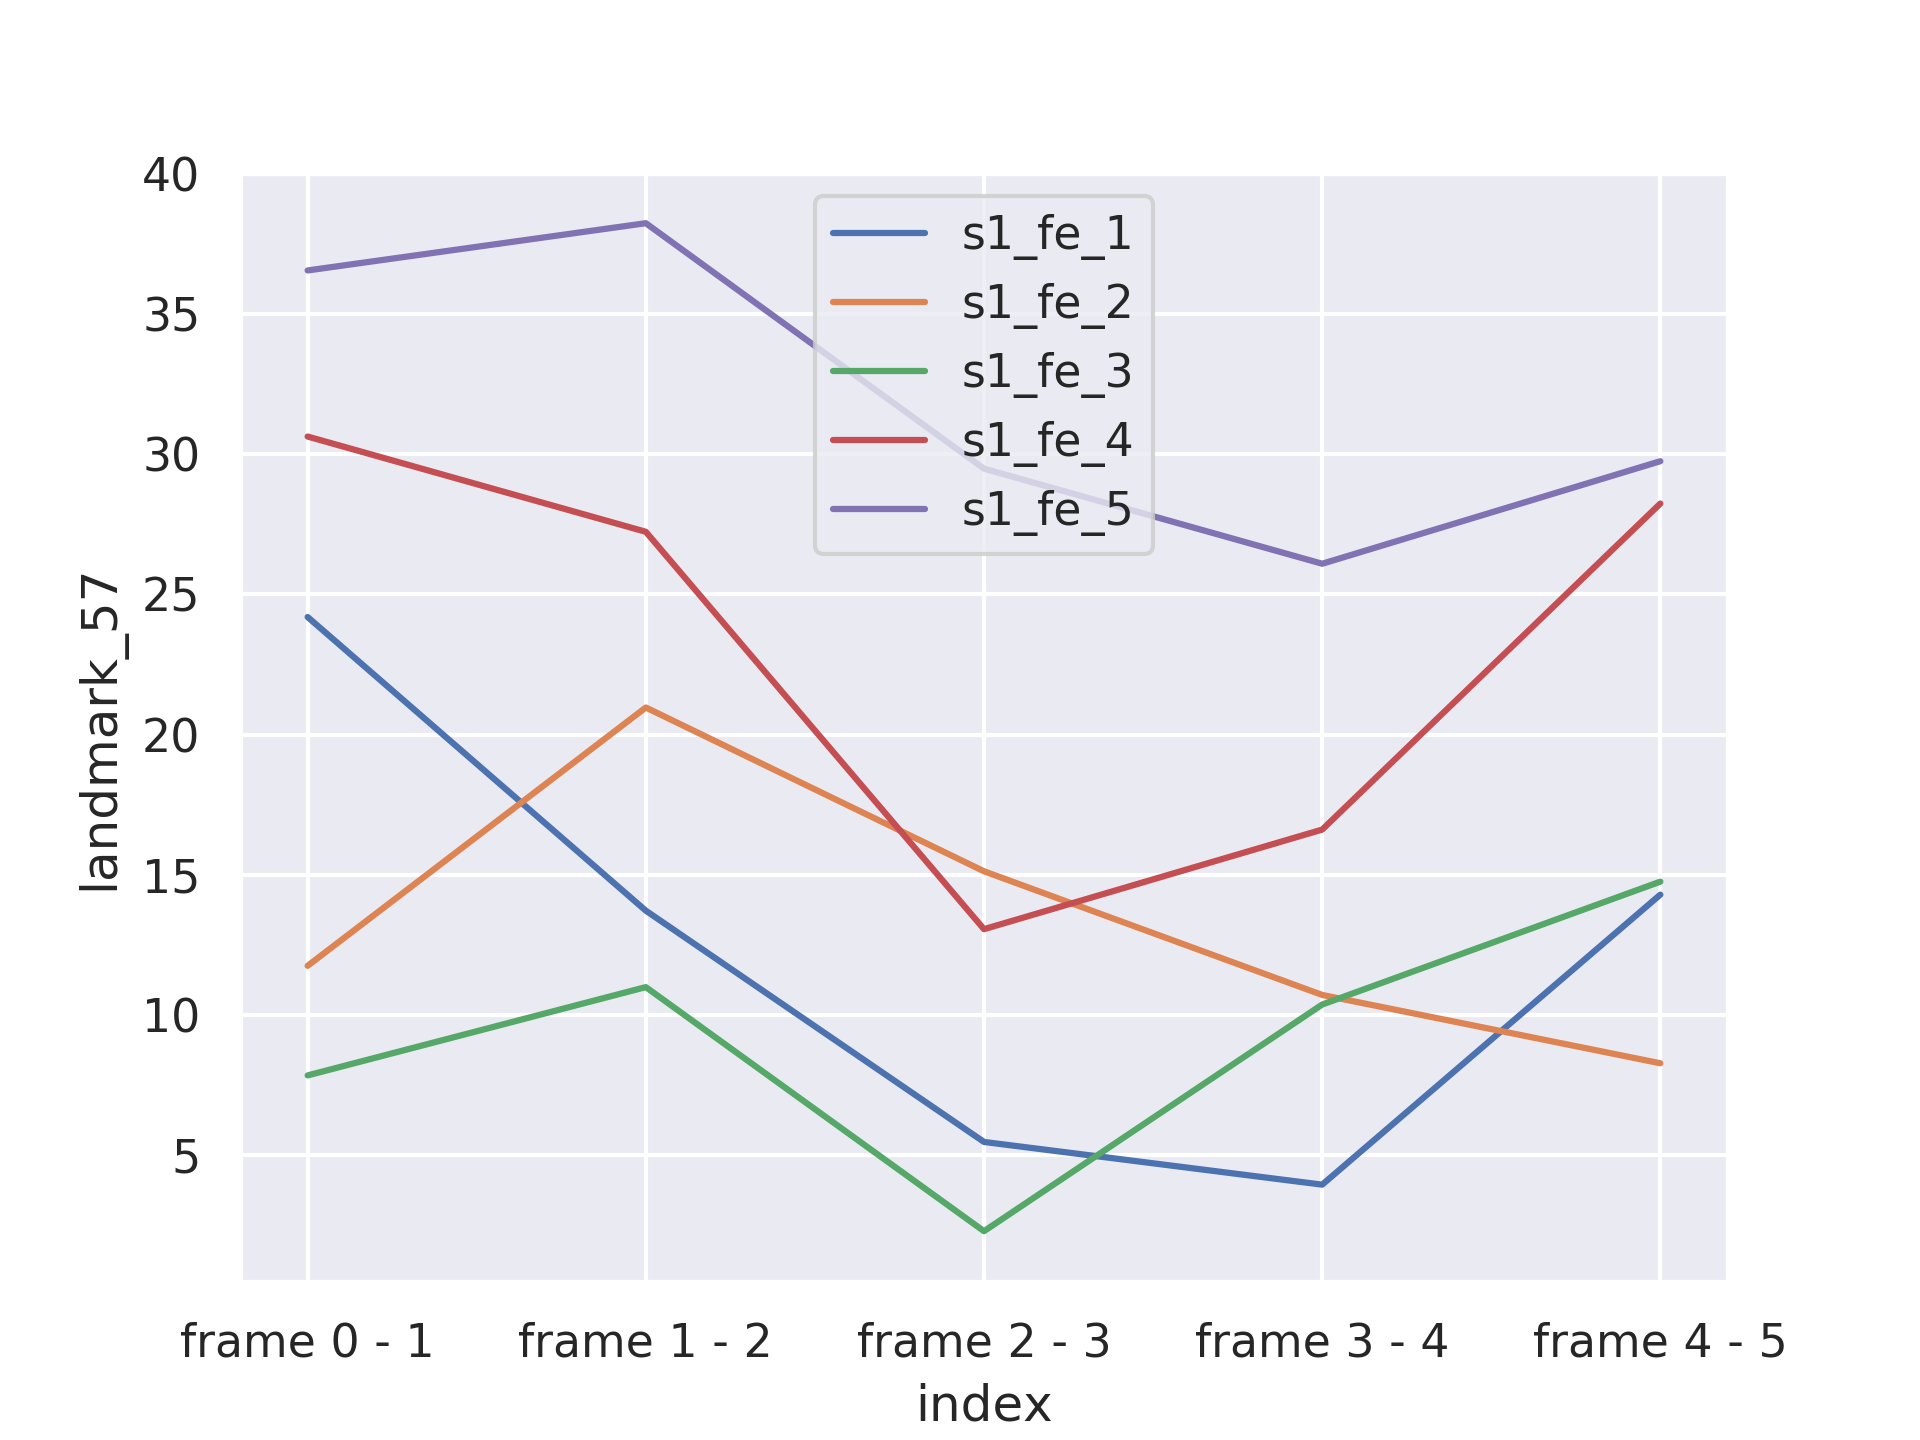 40
35
30
25
20
15
10
5
landmark_57
s1_fe_1
s1_fe_2
s1_fe_3
s1_fe_4
s1_fe_5
frame 0 - 1 frame 1 - 2 frame 2 - 3 frame 3 - 4 frame 4 - 5
index